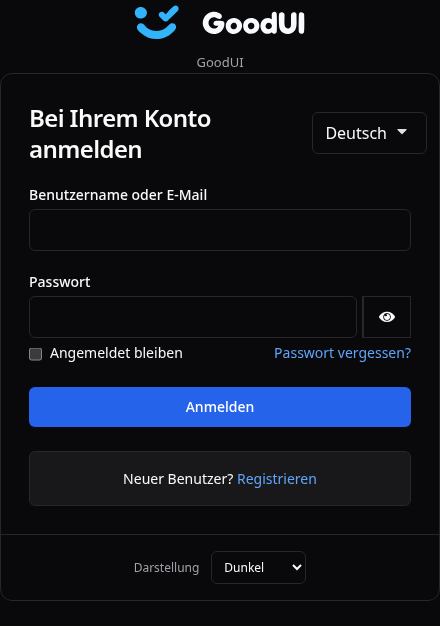 GoodUI
GoodUI
Bei Ihrem Konto
anmelden
Deutsch
Benutzername oder E-Mail
Passwort
Angemeldet bleiben
Passwort vergessen?
Anmelden
Neuer Benutzer? Registrieren
Darstellung
Dunkel